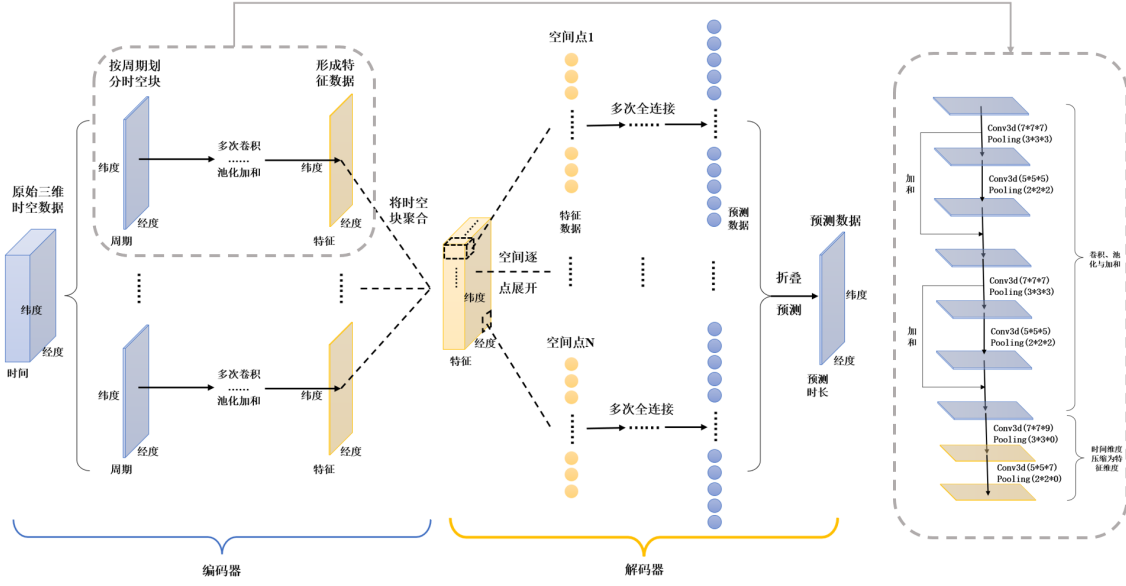 原始三维
时空数据
纬度
经度
时间
按周期划
分时空块
纬度
经度
周期
多次卷积
……
池化加和
形成特
征数据
纬度
经度
特征
纬度
经度
周期
多次卷积
……
池化加和
纬度
经度
特征
将时空
块聚合
纬度
经度
特征
空间逐
点展开
空间点1
多次全连接
特征
数据
预测
数据
空间点N
多次全连接
折叠
预测
预测数据
纬度
经度
预测
时长
编码器
解码器
Conv3d(7*7*7)
Pooling(3*3*3)
加
和
Conv3d(5*5*5)
Pooling(2*2*2)
Conv3d(7*7*7)
Pooling(3*3*3)
加
和
Conv3d(5*5*5)
Pooling(2*2*2)
卷积、池
化与加和
Conv3d(7*7*9)
Pooling(3*3*0)
Conv3d(5*5*7)
Pooling(2*2*0)
时间维度
压缩为特
征维度